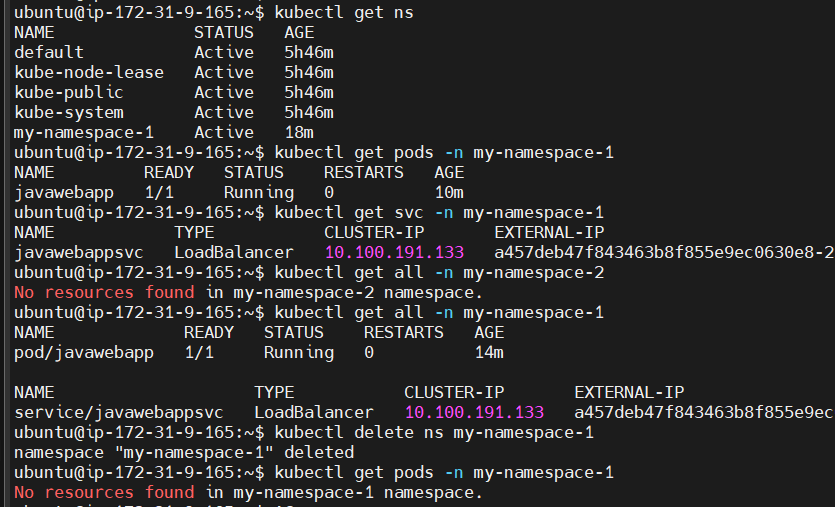 ubuntu@ip-172-31-9-165:~$ kubectl get ns
NAME              STATUS   AGE
default           Active   5h46m
kube-node-lease   Active   5h46m
kube-public       Active   5h46m
kube-system       Active   5h46m
my-namespace-1    Active   18m
ubuntu@ip-172-31-9-165:~$ kubectl get pods -n my-namespace-1
NAME         READY   STATUS    RESTARTS   AGE
javawebapp   1/1     Running   0          10m
ubuntu@ip-172-31-9-165:~$ kubectl get svc -n my-namespace-1
NAME            TYPE           CLUSTER-IP       EXTERNAL-IP
javawebappsvc   LoadBalancer   10.100.191.133   a457deb47f843463b8f855e9ec0630e8-2
ubuntu@ip-172-31-9-165:~$ kubectl get all -n my-namespace-2
No resources found in my-namespace-2 namespace.
ubuntu@ip-172-31-9-165:~$ kubectl get all -n my-namespace-1
NAME             READY   STATUS    RESTARTS   AGE
pod/javawebapp   1/1     Running   0          14m
NAME                    TYPE           CLUSTER-IP       EXTERNAL-IP
service/javawebappsvc   LoadBalancer   10.100.191.133   a457deb47f843463b8f855e9ec
ubuntu@ip-172-31-9-165:~$ kubectl delete ns my-namespace-1
namespace "my-namespace-1" deleted
ubuntu@ip-172-31-9-165:~$ kubectl get pods -n my-namespace-1
No resources found in my-namespace-1 namespace.